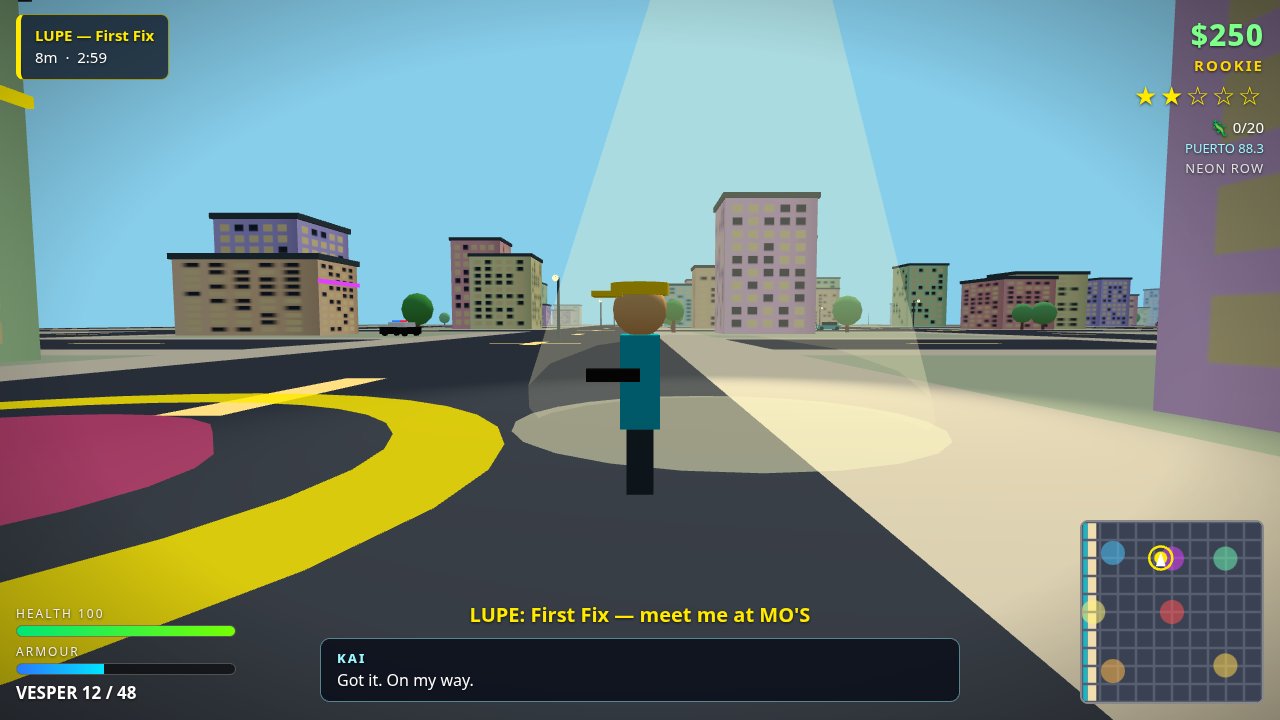 LUPE — First Fix
8m · 2:59
$250
ROOKIE
★★☆☆☆
0/20
PUERTO 88.3
NEON ROW
HEALTH 100
ARMOUR
VESPER 12 / 48
LUPE: First Fix — meet me at MO'S
KAI
Got it. On my way.